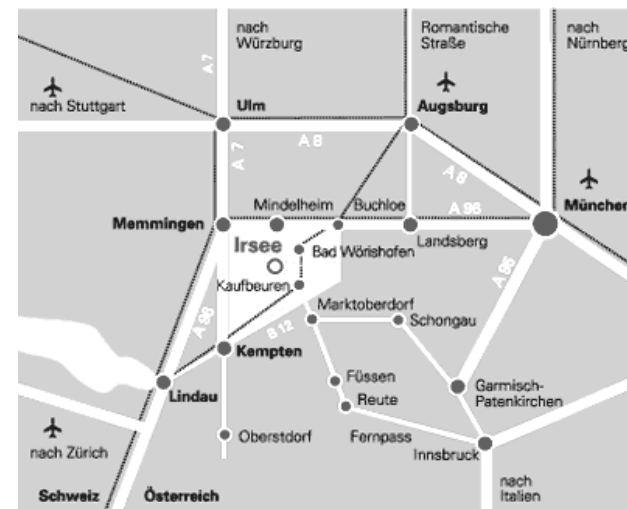 nach
Würzburg
Romantische
Straße
nach
Nürnberg
A 7
nach Stuttgart
Ulm
Augsburg
A 7
A 8
A 8
Mindelheim
Buchloe
A 96
München
Memmingen
Irsee
Bad Wörishofen
Landsberg
Kaufbeuren
A 95
A 96
B 12
Marktoberdorf
Schongau
Kempten
Füssen
Garmisch-
Patenkirchen
Lindau
Reute
Oberstdorf
Fernpass
Innsbruck
nach Zürich
nach
Italien
Schweiz
Österreich